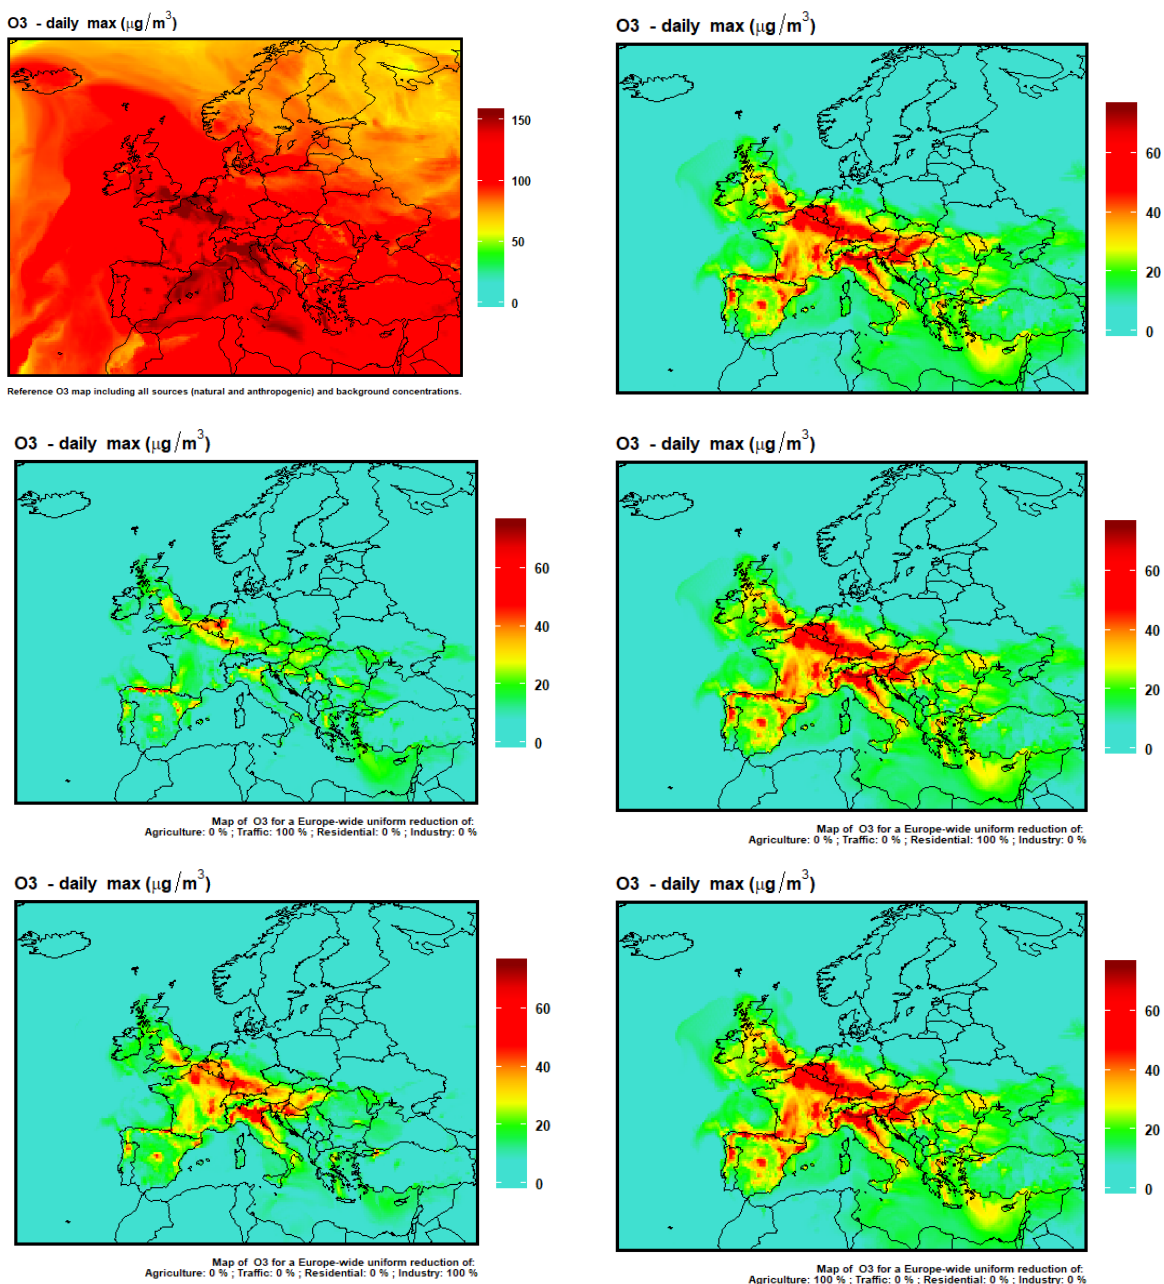 O3 - daily max (μg/m³)
150
100
50
0
Reference O3 map including all sources (natural and anthropogenic) and background concentrations.
O3 - daily max (μg/m³)
60
40
20
0
O3 - daily max (μg/m³)
60
40
20
0
Map of O3 for a Europe-wide uniform reduction of:
Agriculture: 0 % ; Traffic: 100 % ; Residential: 0 % ; Industry: 0 %
O3 - daily max (μg/m³)
60
40
20
0
Map of O3 for a Europe-wide uniform reduction of:
Agriculture: 0 % ; Traffic: 0 % ; Residential: 100 % ; Industry: 0 %
O3 - daily max (μg/m³)
60
40
20
0
Map of O3 for a Europe-wide uniform reduction of:
Agriculture: 0 % ; Traffic: 0 % ; Residential: 0 % ; Industry: 100 %
O3 - daily max (μg/m³)
60
40
20
0
Map of O3 for a Europe-wide uniform reduction of:
Agriculture: 100 % ; Traffic: 0 % ; Residential: 0 % ; Industry: 0 %